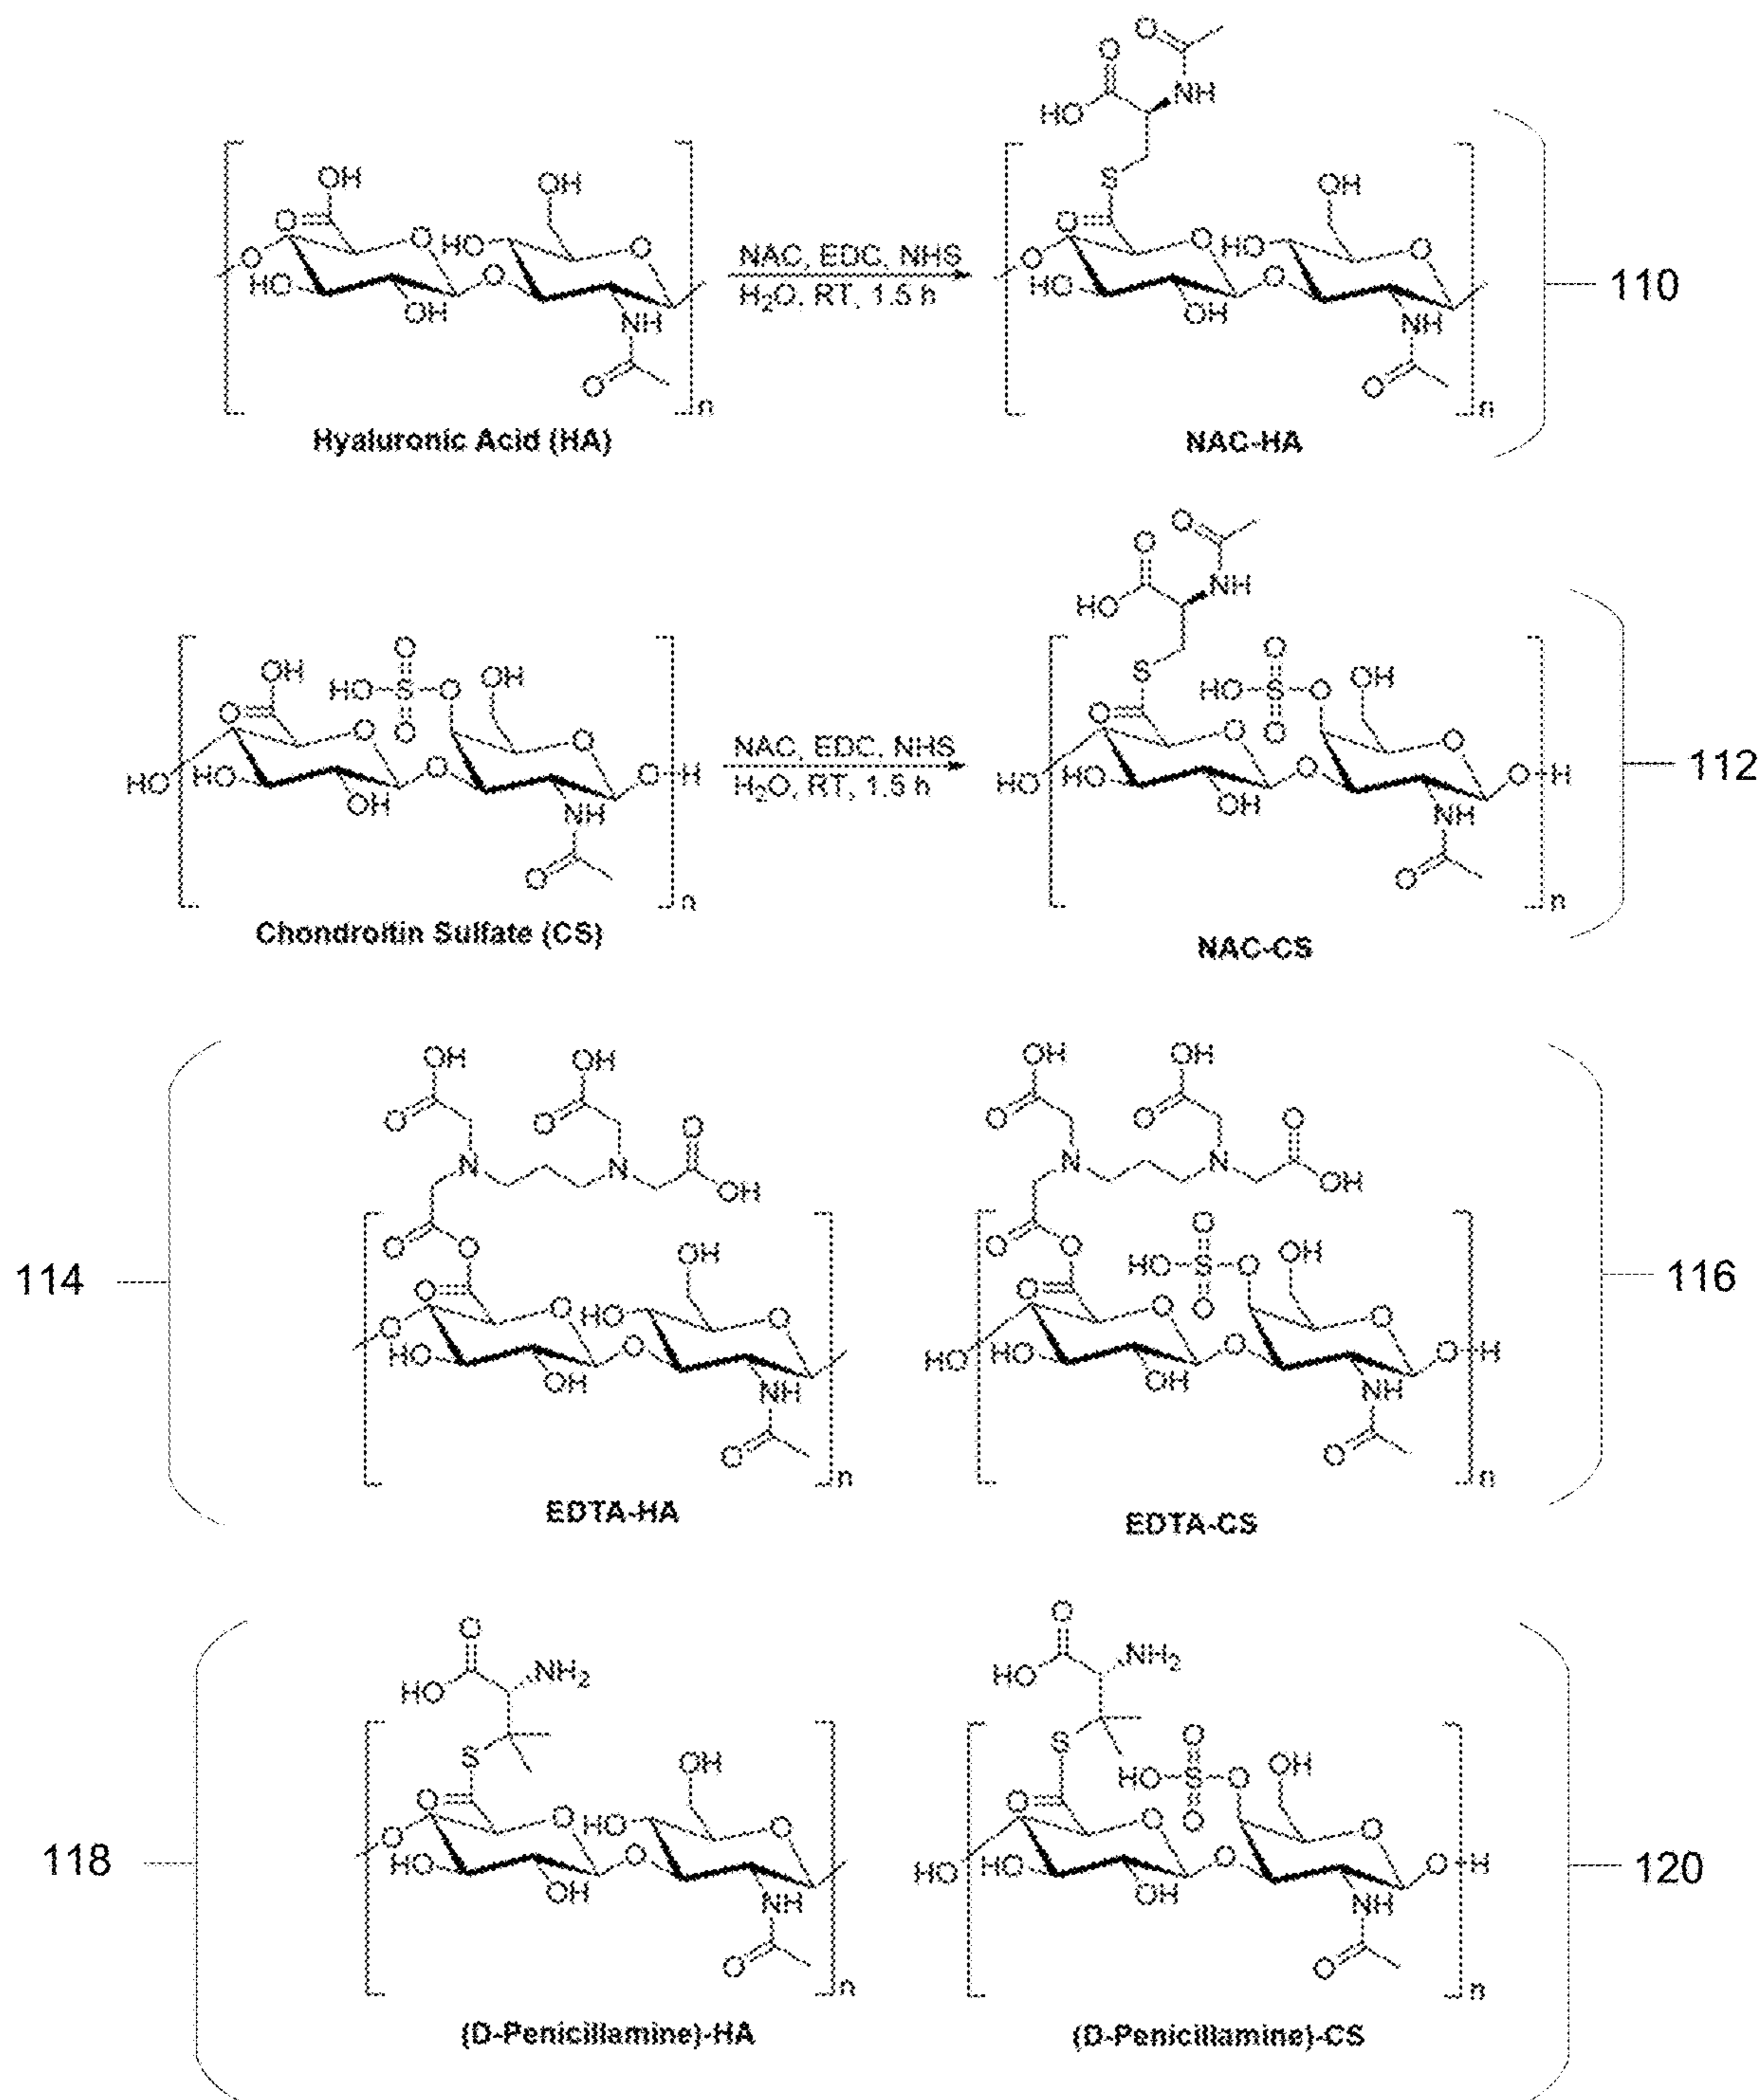 O
O
HO
NH
S
OH
OH
O
O
HO
O
O
O
HO
OH
NH
O
n
NAC, EDC, NHS
H₂O, RT, 1.5 h
O
OH
O
HO
O
O
O
HO
OH
NH
O
n
110
Hyaluronic Acid (HA)
NAC-HA
O
O
HO
NH
S
OH
O
HO-S-O
O
OH
O
O
O
HO
HO
OH
O
O-H
NH
O
n
NAC, EDC, NHS
H₂O, RT, 1.5 h
O
HO-S-O
O
OH
O
O
O
HO
HO
OH
O
O-H
NH
O
n
112
Chondroitin Sulfate (CS)
NAC-CS
OH
OH
O
O
O
N
N
OH
O
O
OH
O
O
HO
O
O
O
HO
OH
NH
O
n
114
OH
OH
O
O
O
N
N
OH
O
O
O
HO-S-O
O
OH
O
O
O
HO
HO
OH
O
O-H
NH
O
n
116
EDTA-HA
EDTA-CS
O
HO
NH₂
S
OH
O
O
HO
O
O
O
HO
OH
NH
O
n
118
O
HO
NH₂
S
O
HO-S-O
O
OH
O
O
O
HO
HO
OH
O
O-H
NH
O
n
120
(D-Penicillamine)-HA
(D-Penicillamine)-CS